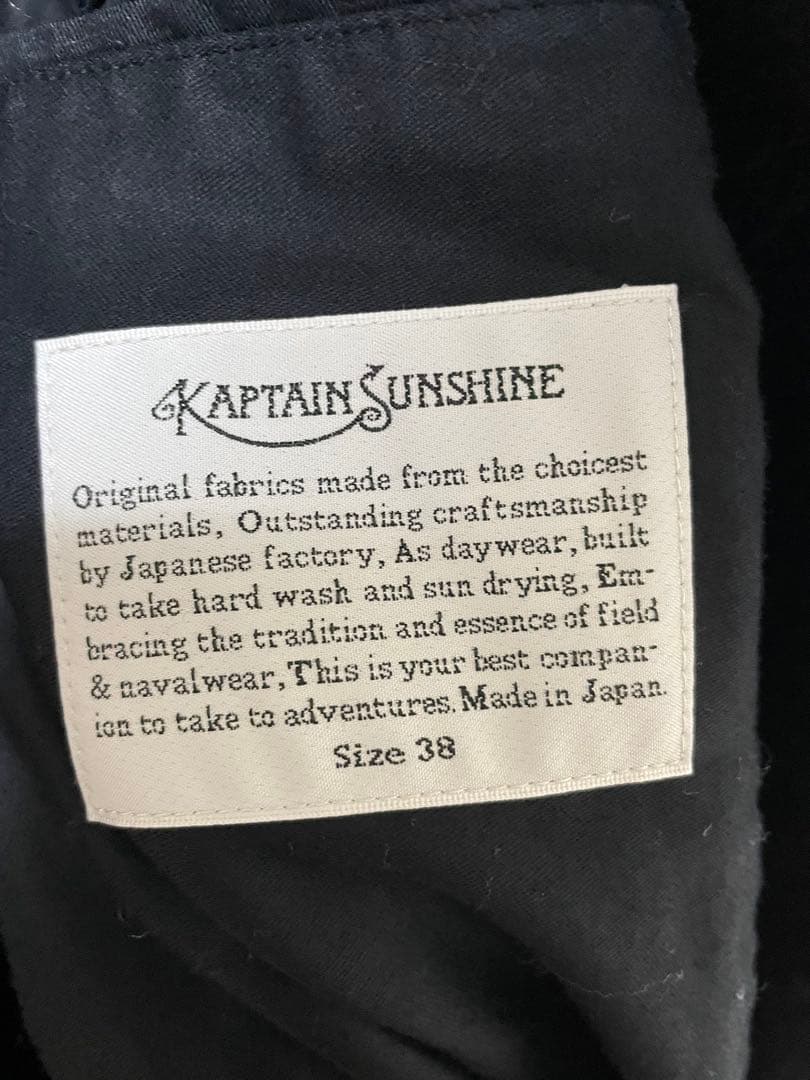 KAPTAIN SUNSHINE
Original fabrics made from the choicest
materials, Outstanding craftsmanship
by Japanese factory, As daywear, built
to take hard wash and sun drying, Em-
bracing the tradition and essence of field
& navalwear, This is your best compan-
ion to take to adventures. Made in Japan.
Size 38